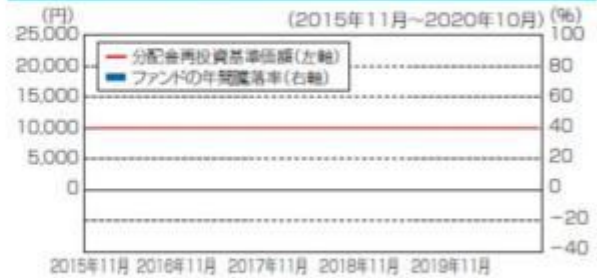 (円) (2015年11月~2020年10月) (%)
25,000 100
分配金再投資基準価額(左軸)
20,000 80
ファンドの年間騰落率(右軸)
15,000 60
10,000 40
5,000 20
0 0
-20
-40
2015年11月 2016年11月 2017年11月 2018年11月 2019年11月